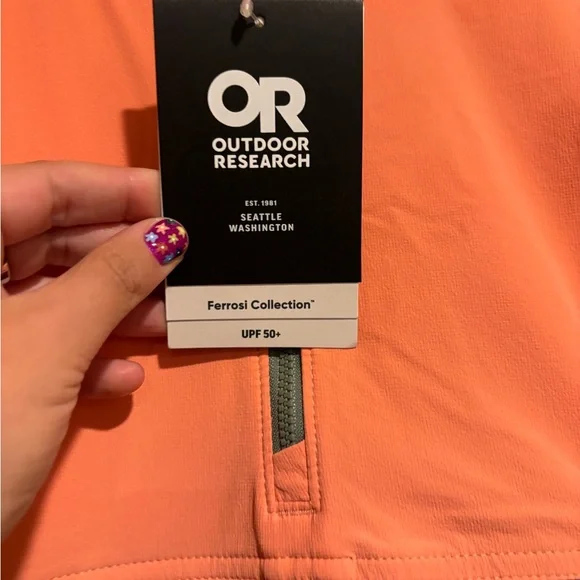 OR
OUTDOOR
RESEARCH
EST. 1981
SEATTLE
WASHINGTON
Ferrosi Collection™
UPF 50+